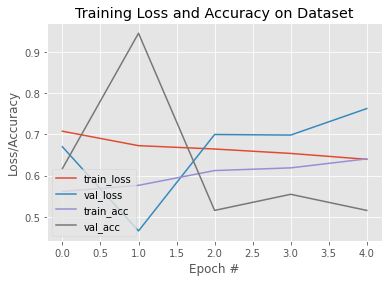 Training Loss and Accuracy on Dataset
Loss/Accuracy
0.9
0.8
0.7
0.6
0.5
train_loss
val_loss
train_acc
val_acc
0.0 0.5 1.0 1.5 2.0 2.5 3.0 3.5 4.0
Epoch #